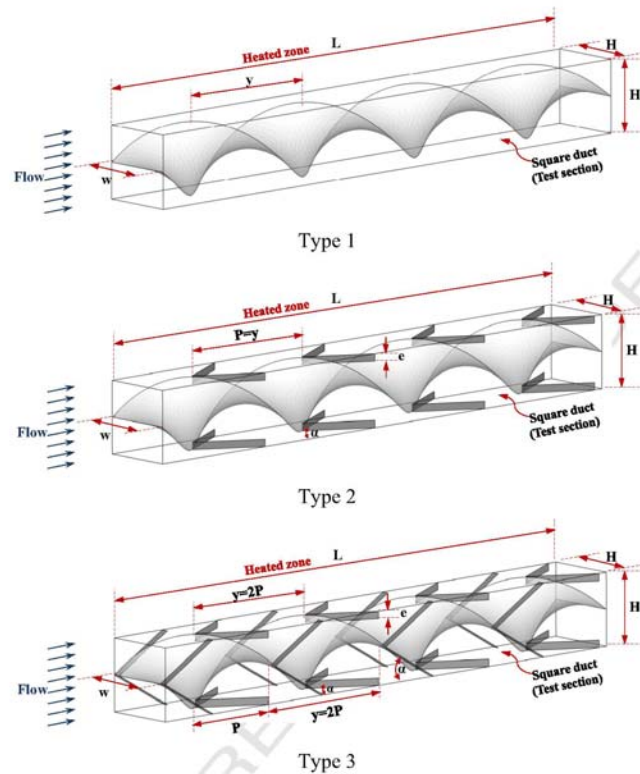 L
H
Heated zone
y
H
Flow
w
Square duct
(Test section)
Type 1
L
H
Heated zone
P=y
e
H
Flow
w
α
Square duct
(Test section)
Type 2
L
H
Heated zone
y=2P
e
H
Flow
w
α
α
Square duct
(Test section)
P
y=2P
Type 3